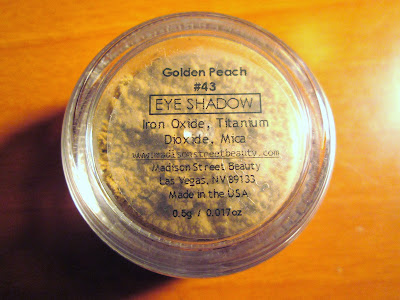 Golden Peach
#43
EYE SHADOW
Iron Oxide, Titanium
Dioxide, Mica
www.madisonstreetbeauty.com
Madison Street Beauty
Las Vegas, NV 89133
Made in the USA
0.5g / 0.017oz